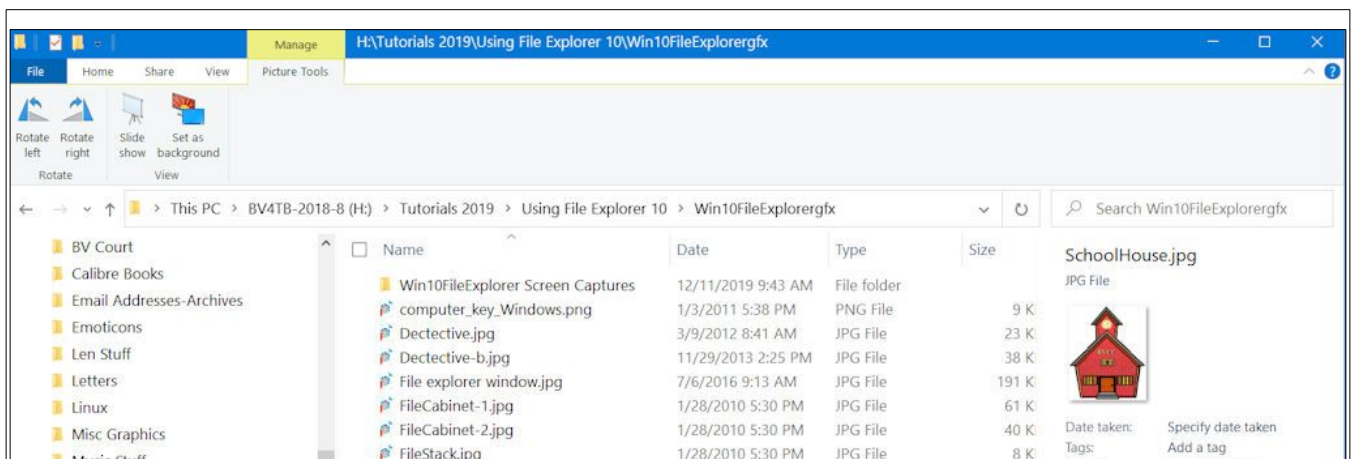 Manage H:\Tutorials 2019\Using File Explorer 10\Win10FileExplorergfx
File Home Share View Picture Tools
Rotate left Rotate right Slide show Set as background
Rotate View
This PC > BV4TB-2018-8 (H:) > Tutorials 2019 > Using File Explorer 10 > Win10FileExplorergfx Search Win10FileExplorergfx
BV Court
Calibre Books
Email Addresses-Archives
Emoticons
Len Stuff
Letters
Linux
Misc Graphics
Music Stuff
Name Date Type Size
Win10FileExplorer Screen Captures 12/11/2019 9:43 AM File folder
computer_key_Windows.png 1/3/2011 5:38 PM PNG File 9 K
Dectective.jpg 3/9/2012 8:41 AM JPG File 23 K
Dectective-b.jpg 11/29/2013 2:25 PM JPG File 38 K
File explorer window.jpg 7/6/2016 9:13 AM JPG File 191 K
FileCabinet-1.jpg 1/28/2010 5:30 PM JPG File 61 K
FileCabinet-2.jpg 1/28/2010 5:30 PM JPG File 40 K
FileStack.jpg 1/28/2010 5:30 PM JPG File 8 K
SchoolHouse.jpg
JPG File
Date taken: Specify date taken
Tags: Add a tag